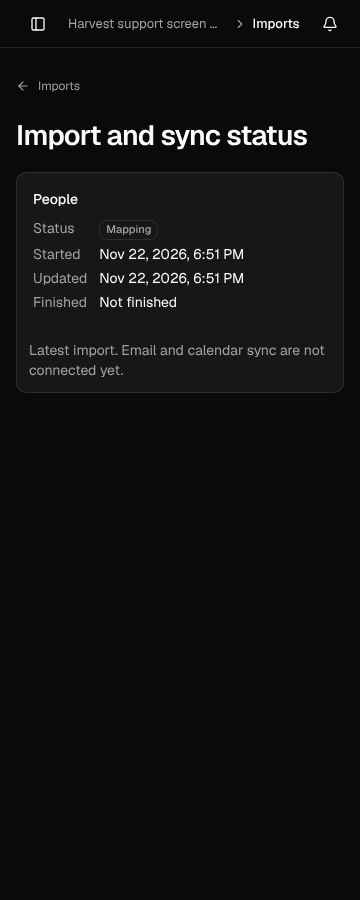 Harvest support screen ...
Imports
Imports
Import and sync status
People
Status Mapping
Started Nov 22, 2026, 6:51 PM
Updated Nov 22, 2026, 6:51 PM
Finished Not finished
Latest import. Email and calendar sync are not
connected yet.